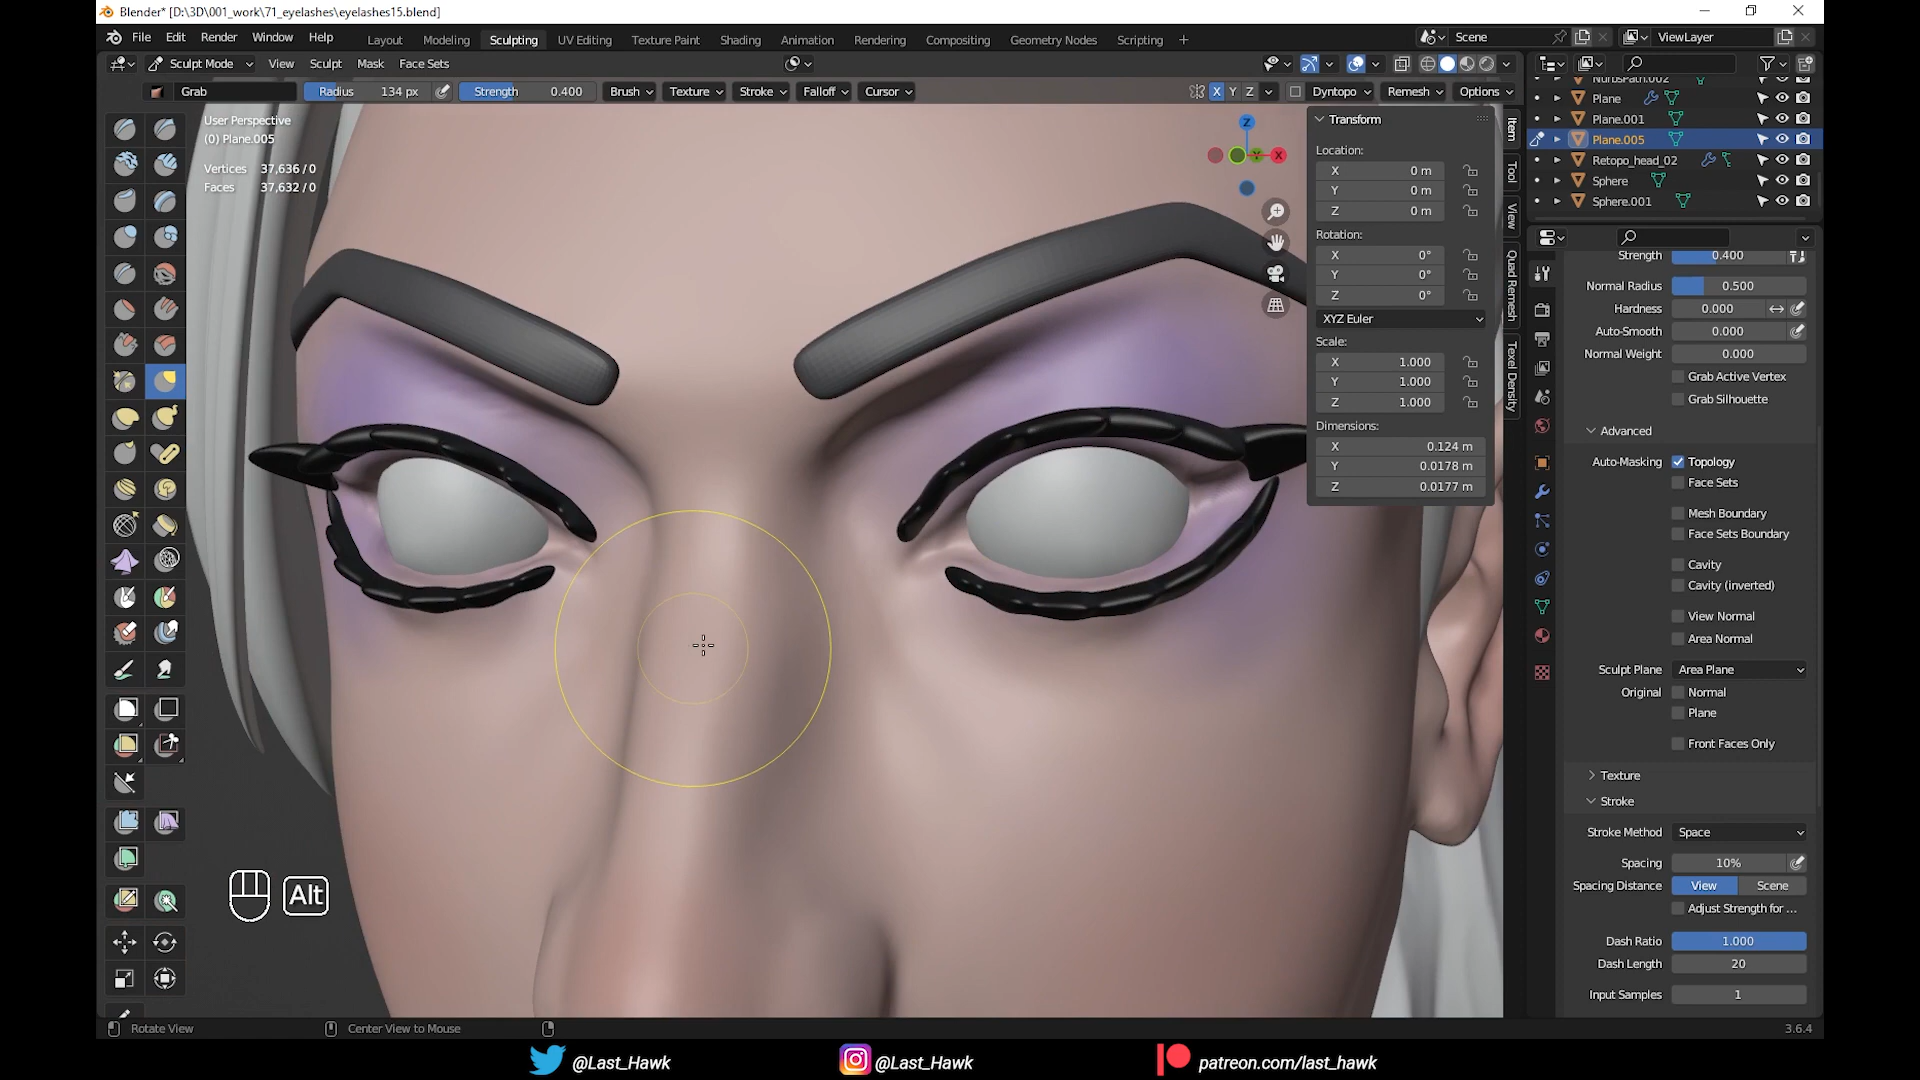 Blender* [D:\3D\001_work\71_eyelashes\eyelashes15.blend]
File Edit Render Window Help Layout Modeling Sculpting UV Editing Texture Paint Shading Animation Rendering Compositing Geometry Nodes Scripting + Scene ViewLayer
Sculpt Mode View Sculpt Mask Face Sets
Grab Radius 134 px Strength 0.400 Brush Texture Stroke Falloff Cursor X Y Z Dyntopo Remesh Options
User Perspective
(0) Plane.005
Vertices 37,636 / 0
Faces 37,632 / 0
Z
X
Transform
Location:
X 0 m
Y 0 m
Z 0 m
Rotation:
X 0°
Y 0°
Z 0°
XYZ Euler
Scale:
X 1.000
Y 1.000
Z 1.000
Dimensions:
X 0.124 m
Y 0.0178 m
Z 0.0177 m
Item
Tool
View
Quad Remesh
Texel Density
NurbsPath.002
Plane
Plane.001
Plane.005
Retopo_head_02
Sphere
Sphere.001
Strength 0.400
Normal Radius 0.500
Hardness 0.000
Auto-Smooth 0.000
Normal Weight 0.000
Grab Active Vertex
Grab Silhouette
Advanced
Auto-Masking Topology
Face Sets
Mesh Boundary
Face Sets Boundary
Cavity
Cavity (inverted)
View Normal
Area Normal
Sculpt Plane Area Plane
Original Normal
Plane
Front Faces Only
Texture
Stroke
Stroke Method Space
Spacing 10%
Spacing Distance View Scene
Adjust Strength for ...
Dash Ratio 1.000
Dash Length 20
Input Samples 1
Alt
Rotate View Center View to Mouse 3.6.4
@Last_Hawk @Last_Hawk patreon.com/last_hawk